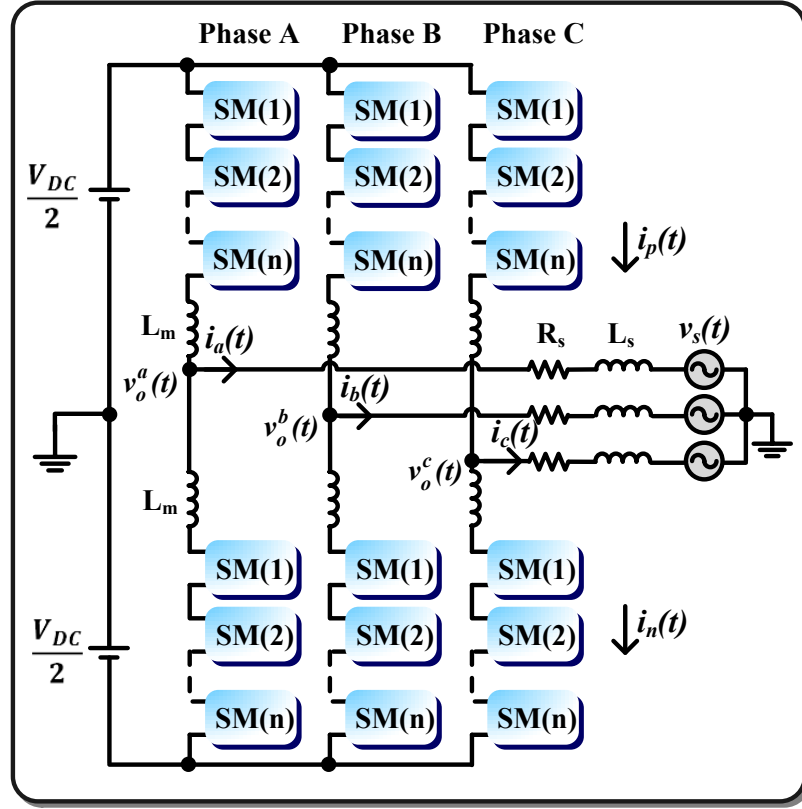 Phase A Phase B Phase C
SM(1) SM(1) SM(1)
SM(2) SM(2) SM(2)
V_DC/2
SM(n) SM(n) SM(n)
i_p(t)
L_m i_a(t) R_s L_s v_s(t)
v_o^a(t) i_b(t)
v_o^b(t) i_c(t)
v_o^c(t)
L_m
SM(1) SM(1) SM(1)
SM(2) SM(2) SM(2)
i_n(t)
V_DC/2
SM(n) SM(n) SM(n)